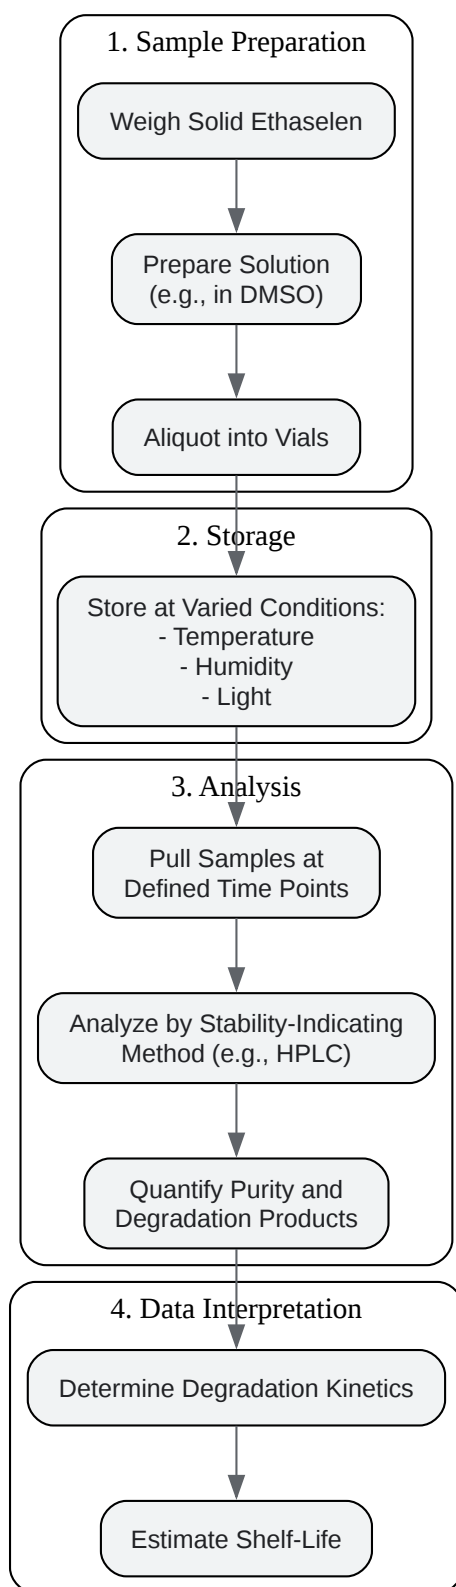 1. Sample Preparation
Weigh Solid Ethaselen
Prepare Solution
(e.g., in DMSO)
Aliquot into Vials
2. Storage
Store at Varied Conditions:
- Temperature
- Humidity
- Light
3. Analysis
Pull Samples at
Defined Time Points
Analyze by Stability-Indicating
Method (e.g., HPLC)
Quantify Purity and
Degradation Products
4. Data Interpretation
Determine Degradation Kinetics
Estimate Shelf-Life